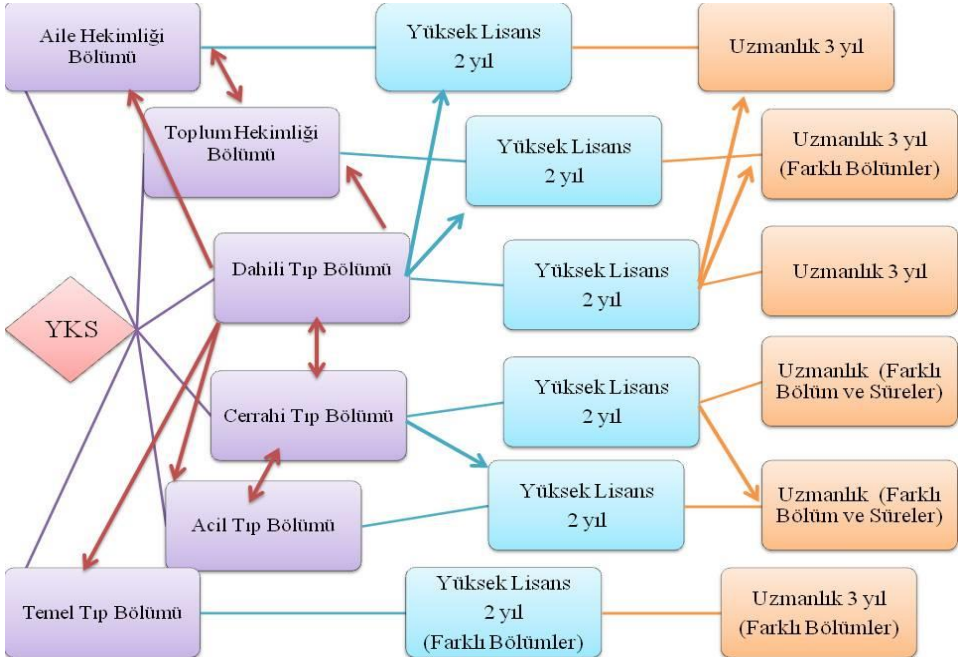 Aile Hekimliği
Bölümü
Yüksek Lisans
2 yıl
Uzmanlık 3 yıl
Toplum Hekimliği
Bölümü
Yüksek Lisans
2 yıl
Uzmanlık 3 yıl
(Farklı Bölümler)
Dahili Tıp Bölümü
Yüksek Lisans
2 yıl
Uzmanlık 3 yıl
YKS
Cerrahi Tıp Bölümü
Yüksek Lisans
2 yıl
Uzmanlık (Farklı
Bölüm ve Süreler)
Acil Tıp Bölümü
Yüksek Lisans
2 yıl
Uzmanlık (Farklı
Bölüm ve Süreler)
Temel Tıp Bölümü
Yüksek Lisans
2 yıl
(Farklı Bölümler)
Uzmanlık 3 yıl
(Farklı Bölümler)